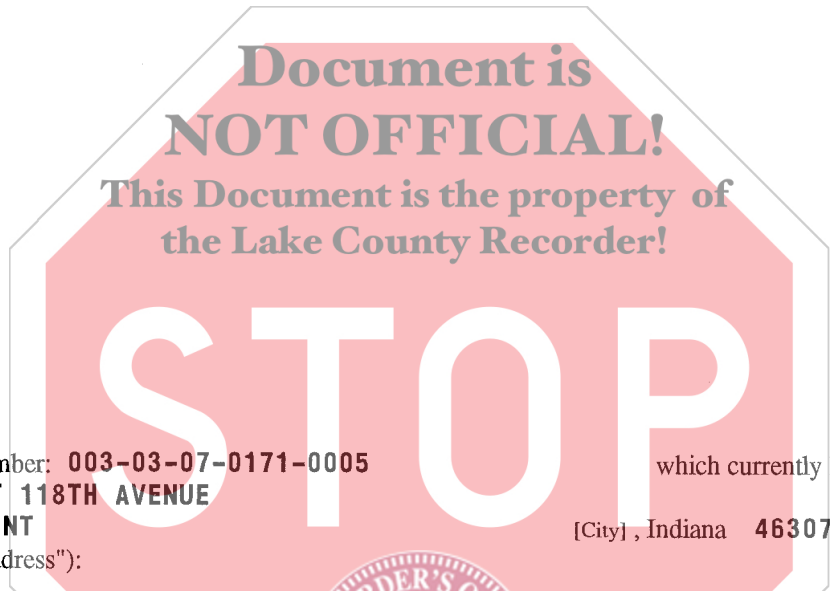 Document is
NOT OFFICIAL!
This Document is the property of
the Lake County Recorder!
STOP
mber: 003-03-07-0171-0005 which currently
118TH AVENUE
NT [City] , Indiana 46307
dress"):
DER'S O